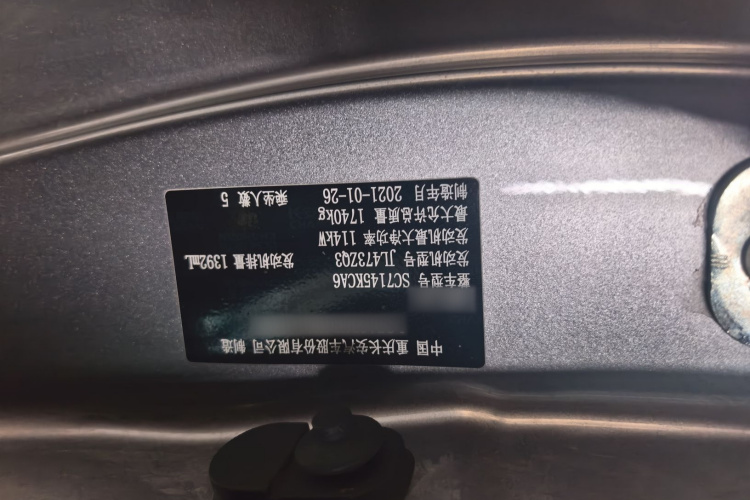 中国 重庆长安汽车股份有限公司 制造
整车型号 SC7145KCA6
发动机型号 JL473ZQ3 发动机排量 1392mL
发动机最大净功率 114kW
最大允许总质量 1740kg
制造年月 2021-01-26 乘坐人数 5